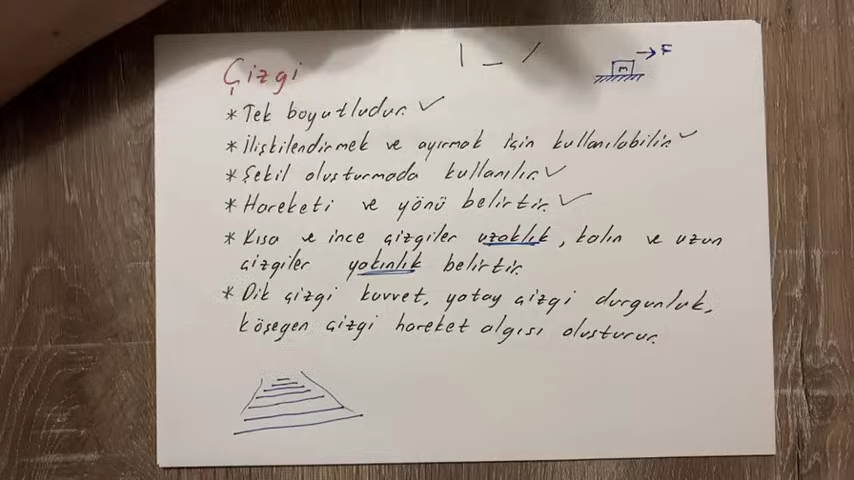 Çizgi
F
m
* Tek boyutludur. ✓
* İlişkilendirmek ve ayırmak için kullanılabilir. ✓
* Şekil oluşturmada kullanılır. ✓
* Hareketi ve yönü belirtir. ✓
* Kısa ve ince çizgiler uzaklık, kalın ve uzun
çizgiler yakınlık belirtir.
* Dik çizgi kuvvet, yatay çizgi durgunluk,
köşegen çizgi hareket algısı oluşturur.